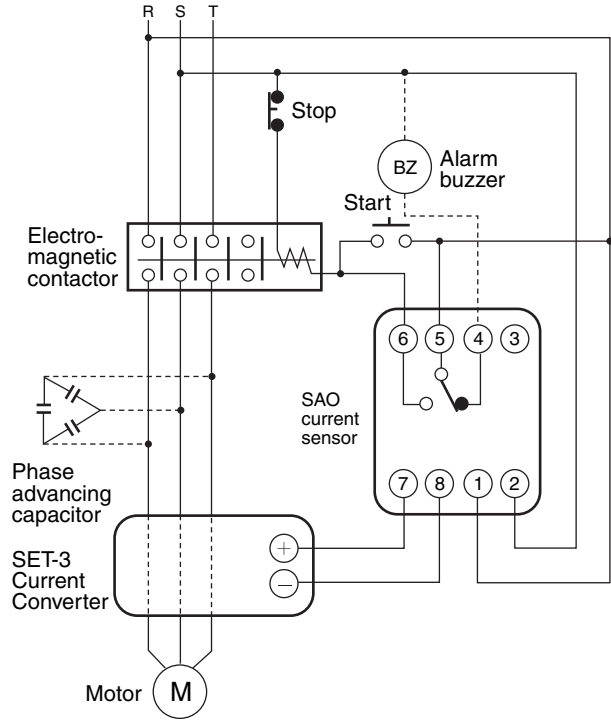 R S T
Stop
BZ
Alarm
buzzer
Start
Electro-
magnetic
contactor
6 5 4 3
SAO
current
sensor
7 8 1 2
Phase
advancing
capacitor
SET-3
Current
Converter
+
−
Motor
M